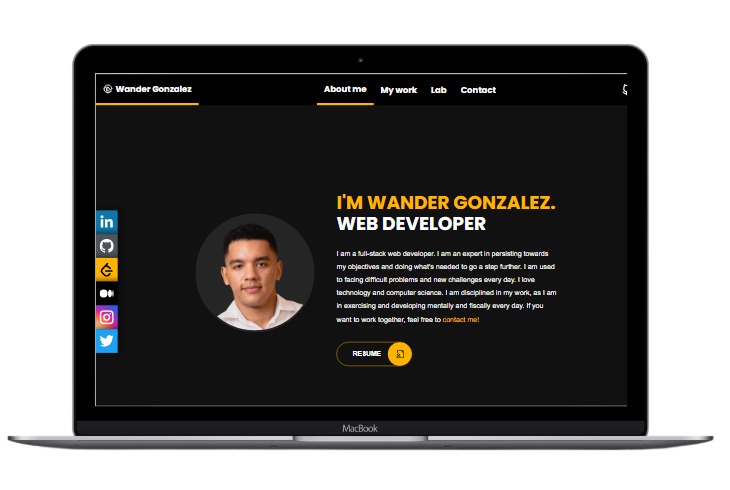 Wander Gonzalez
About me
My work
Lab
Contact
I'M WANDER GONZALEZ.
WEB DEVELOPER
I am a full-stack web developer. I am an expert in persisting towards
my objectives and doing what's needed to go a step further. I am used
to facing difficult problems and new challenges every day. I love
technology and computer science. I am disciplined in my work, as I am
in exercising and developing mentally and fiscally every day. If you
want to work together, feel free to contact me!
in
RESUME
MacBook